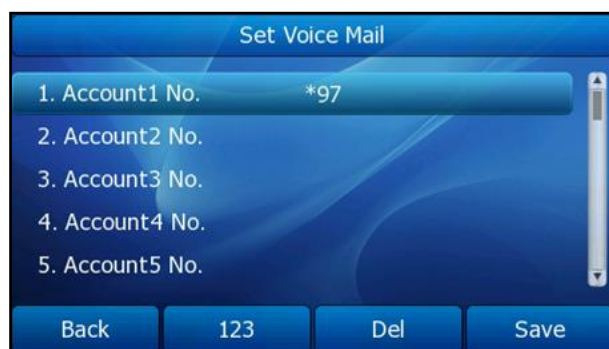 Set Voice Mail
1. Account1 No. *97
2. Account2 No.
3. Account3 No.
4. Account4 No.
5. Account5 No.
Back 123 Del Save